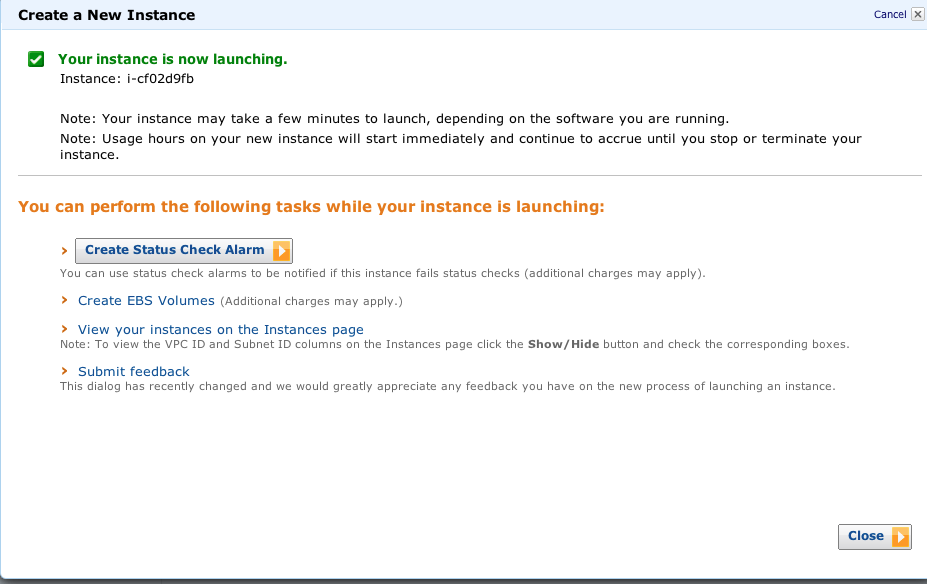 Create a New Instance
Cancel
Your instance is now launching.
Instance: i-cf02d9fb
Note: Your instance may take a few minutes to launch, depending on the software you are running.
Note: Usage hours on your new instance will start immediately and continue to accrue until you stop or terminate your
instance.
You can perform the following tasks while your instance is launching:
Create Status Check Alarm
You can use status check alarms to be notified if this instance fails status checks (additional charges may apply).
Create EBS Volumes (Additional charges may apply.)
View your instances on the Instances page
Note: To view the VPC ID and Subnet ID columns on the Instances page click the Show/Hide button and check the corresponding boxes.
Submit feedback
This dialog has recently changed and we would greatly appreciate any feedback you have on the new process of launching an instance.
Close